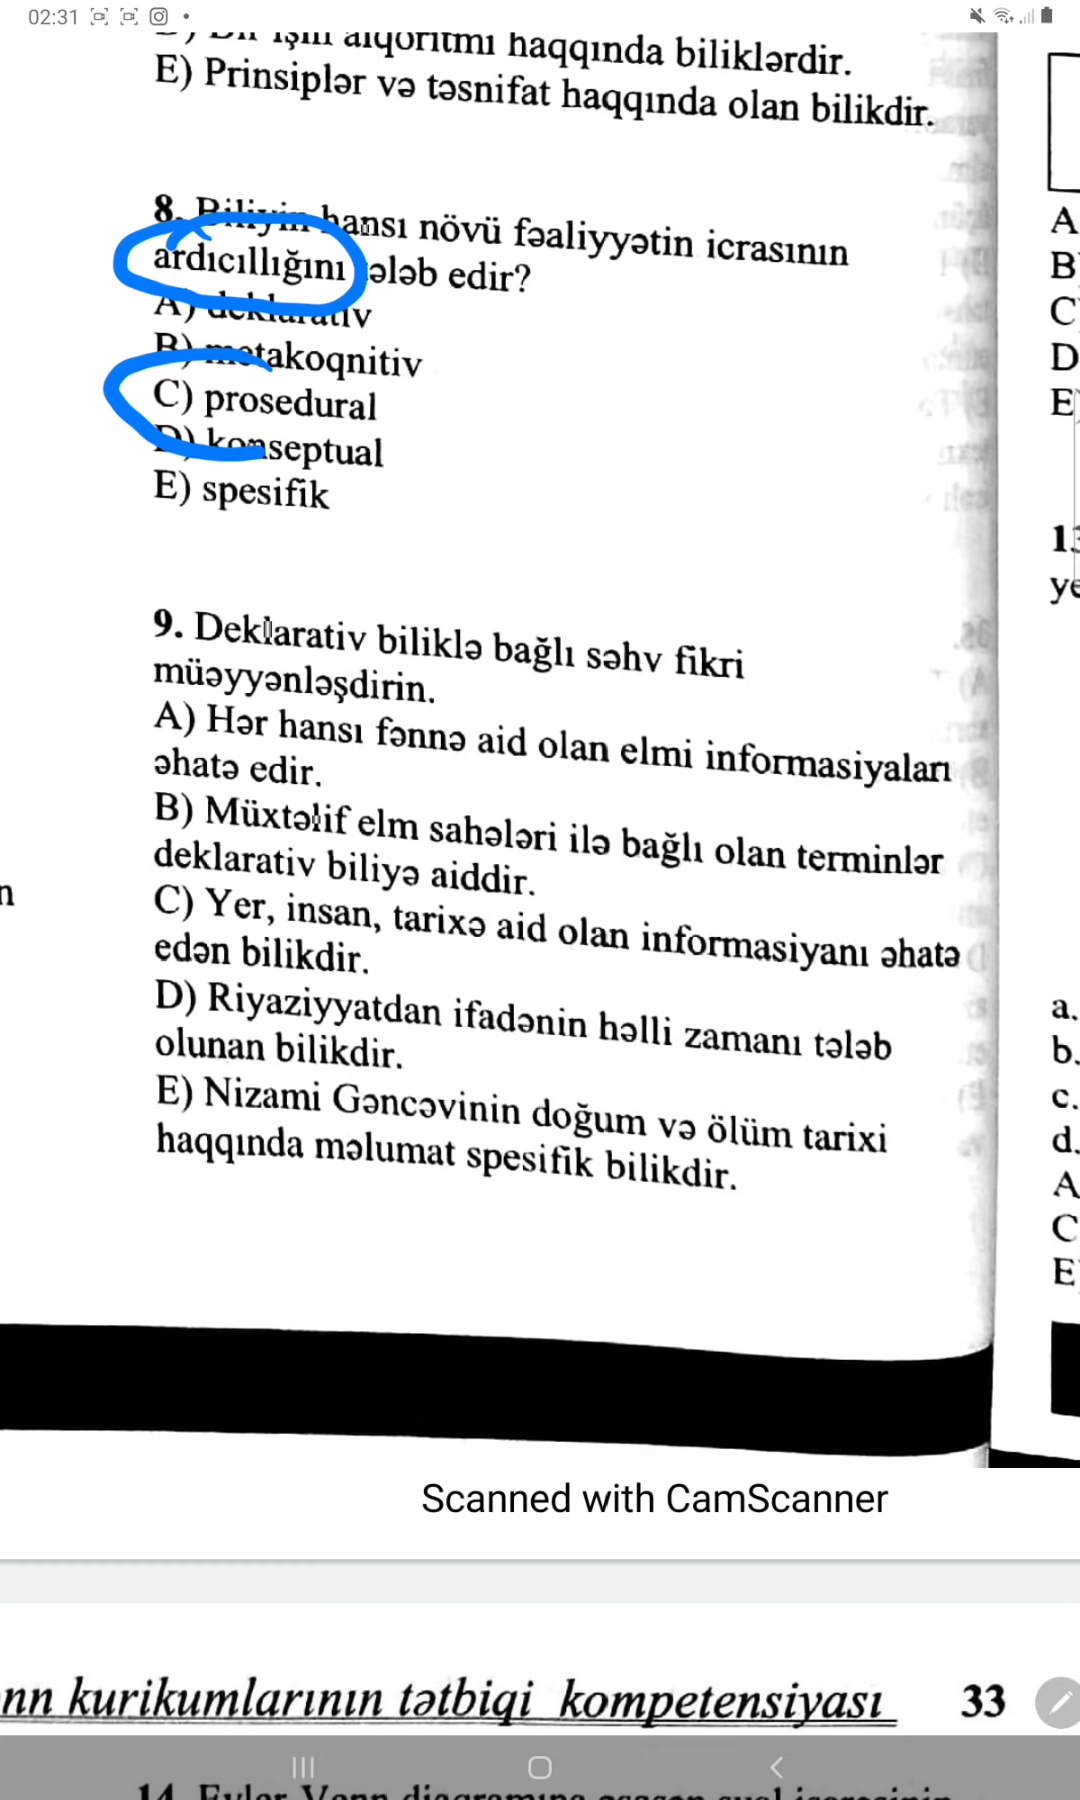 02:31
işin alqoritmi haqqında biliklərdir.
E) Prinsiplər və təsnifat haqqında olan bilikdir.
8. Biliyin hansı növü fəaliyyətin icrasının
ardıcıllığını tələb edir?
A) deklarativ
B) metakoqnitiv
C) prosedural
D) konseptual
E) spesifik
9. Deklarativ biliklə bağlı səhv fikri
müəyyənləşdirin.
A) Hər hansı fənnə aid olan elmi informasiyaları
əhatə edir.
B) Müxtəlif elm sahələri ilə bağlı olan terminlər
deklarativ biliyə aiddir.
C) Yer, insan, tarixə aid olan informasiyanı əhatə
edən bilikdir.
D) Riyaziyyatdan ifadənin həlli zamanı tələb
olunan bilikdir.
E) Nizami Gəncəvinin doğum və ölüm tarixi
haqqında məlumat spesifik bilikdir.
n
A
B
C
D
E
a.
b.
c.
d.
A
C
E
Scanned with CamScanner
nn kurikumlarının tətbiqi kompetensiyası 33